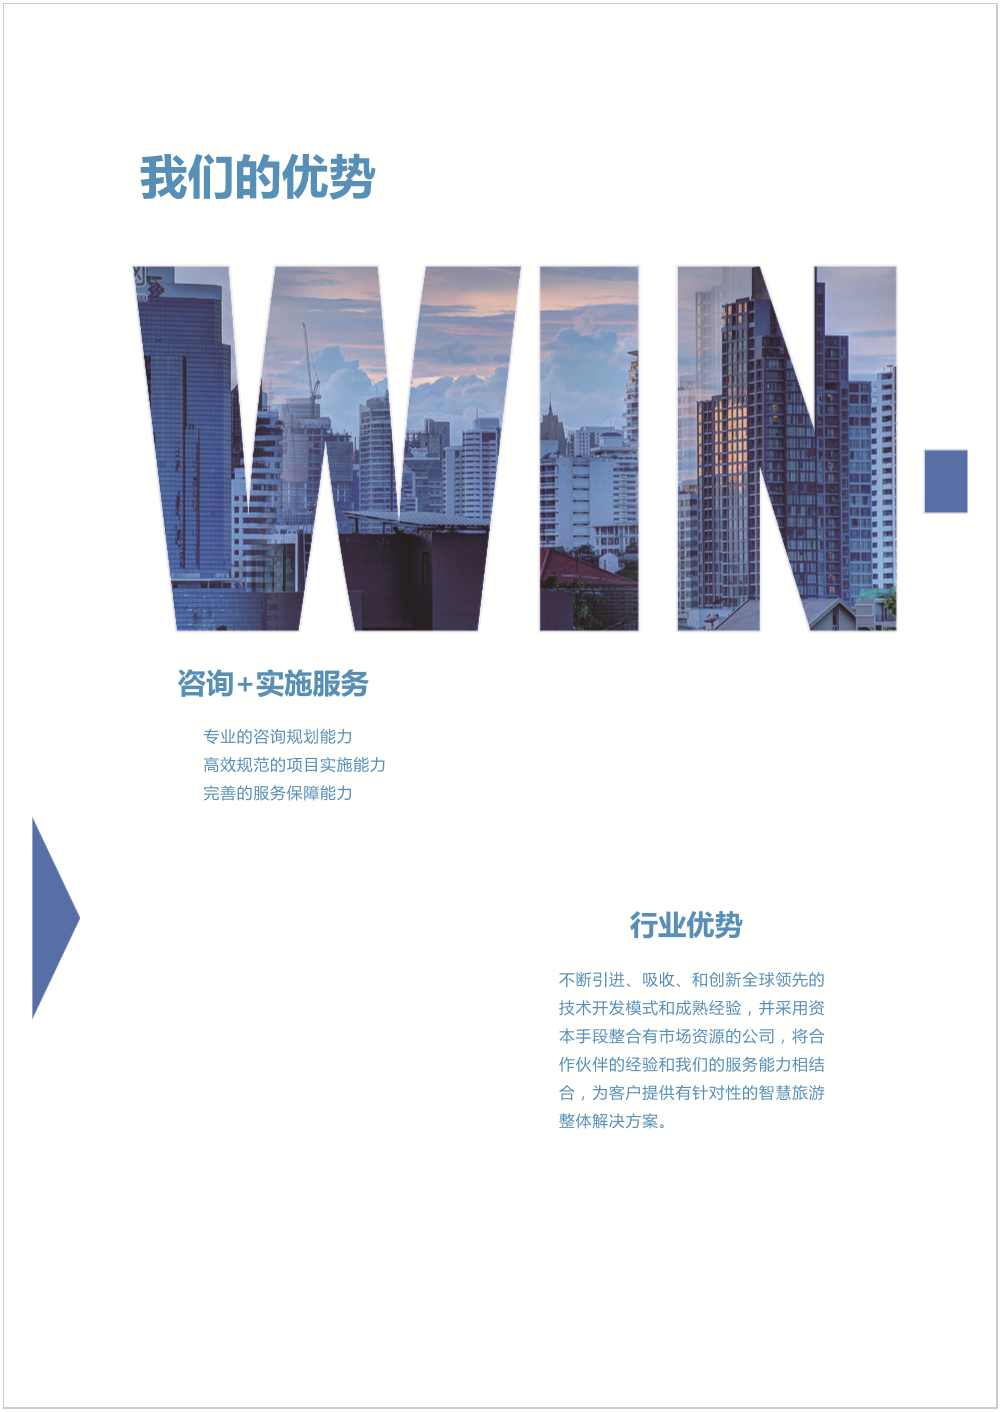 我们的优势
WIN
咨询+实施服务
专业的咨询规划能力
高效规范的项目实施能力
完善的服务保障能力
行业优势
不断引进、吸收、和创新全球领先的
技术开发模式和成熟经验，并采用资
本手段整合有市场资源的公司，将合
作伙伴的经验和我们的服务能力相结
合，为客户提供有针对性的智慧旅游
整体解决方案。